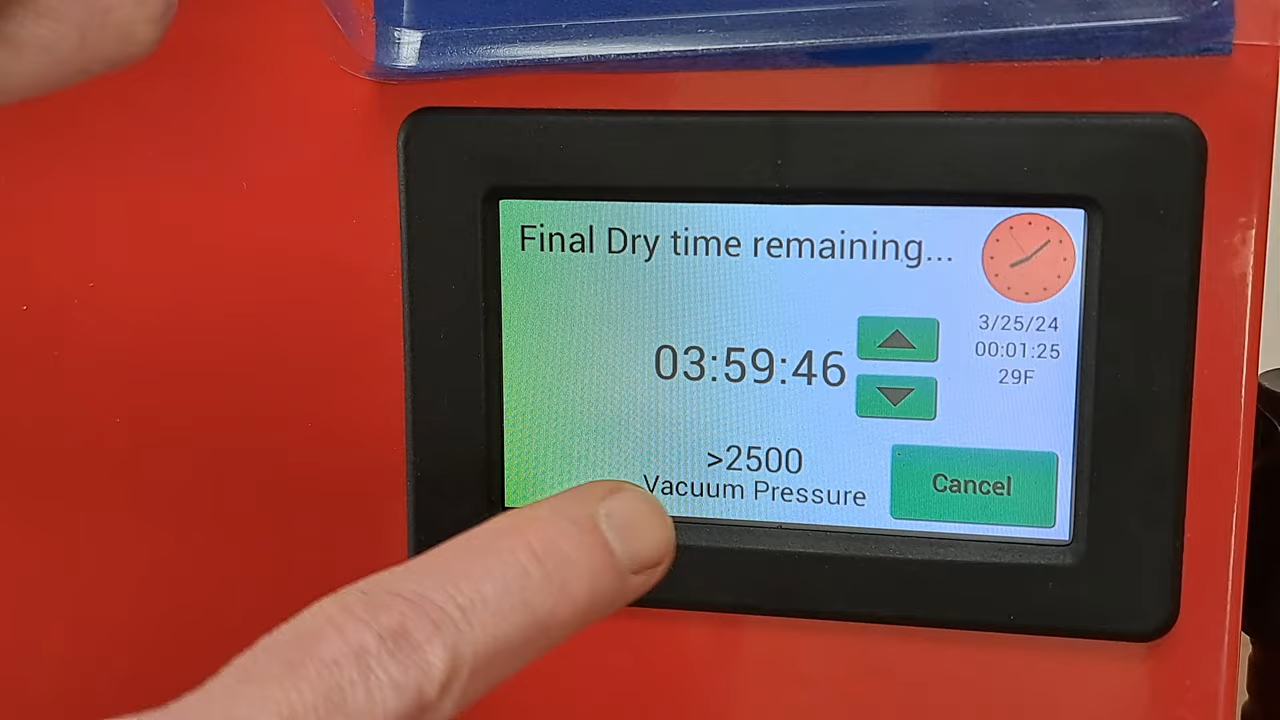 Final Dry time remaining...
3/25/24
00:01:25
29F
03:59:46
>2500
Vacuum Pressure
Cancel